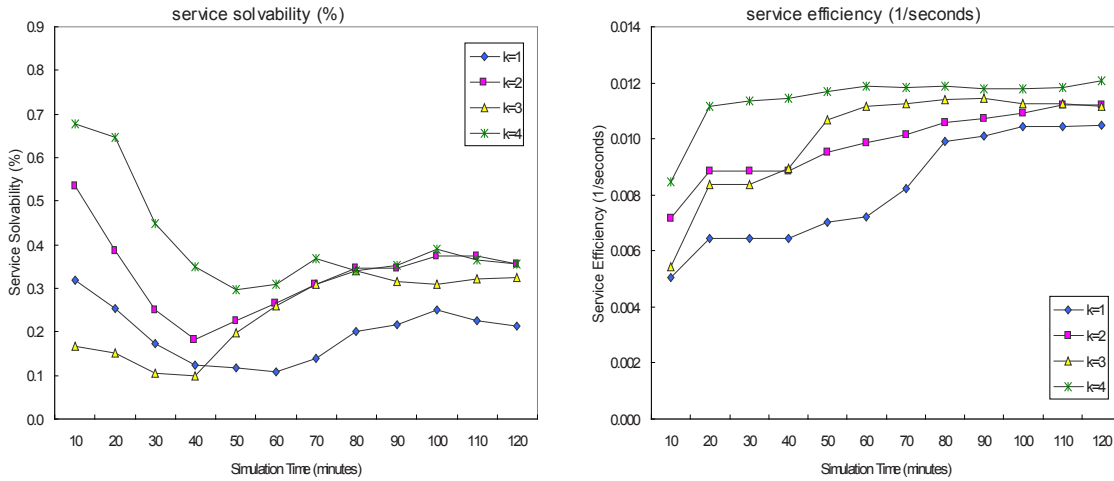 service solvability (%)
0.9
0.8
0.7
0.6
0.5
0.4
0.3
0.2
0.1
0.0
Service Solvability (%)
k=1
k=2
k=3
k=4
10 20 30 40 50 60 70 80 90 100 110 120
Simulation Time (minutes)
service efficiency (1/seconds)
0.014
0.012
0.010
0.008
0.006
0.004
0.002
0.000
Service Efficiency (1/seconds)
k=1
k=2
k=3
k=4
10 20 30 40 50 60 70 80 90 100 110 120
Simulation Time (minutes)